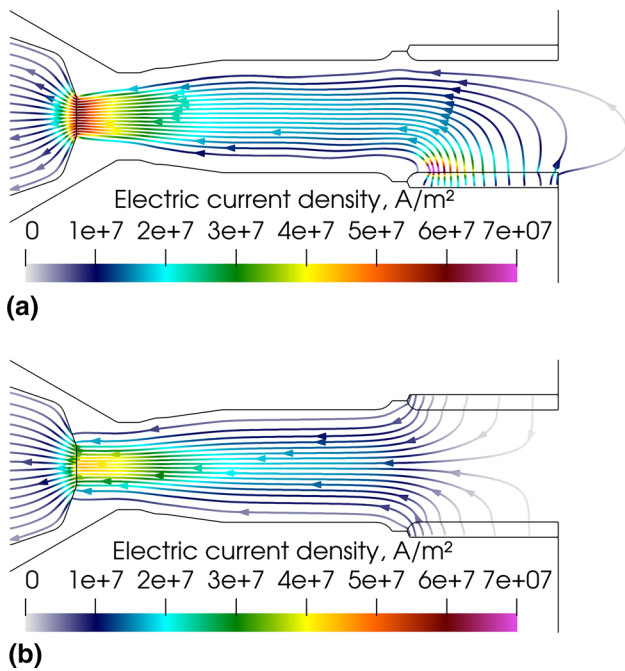 Electric current density, A/m²
0 1e+7 2e+7 3e+7 4e+7 5e+7 6e+7 7e+07
(a)
Electric current density, A/m²
0 1e+7 2e+7 3e+7 4e+7 5e+7 6e+7 7e+07
(b)